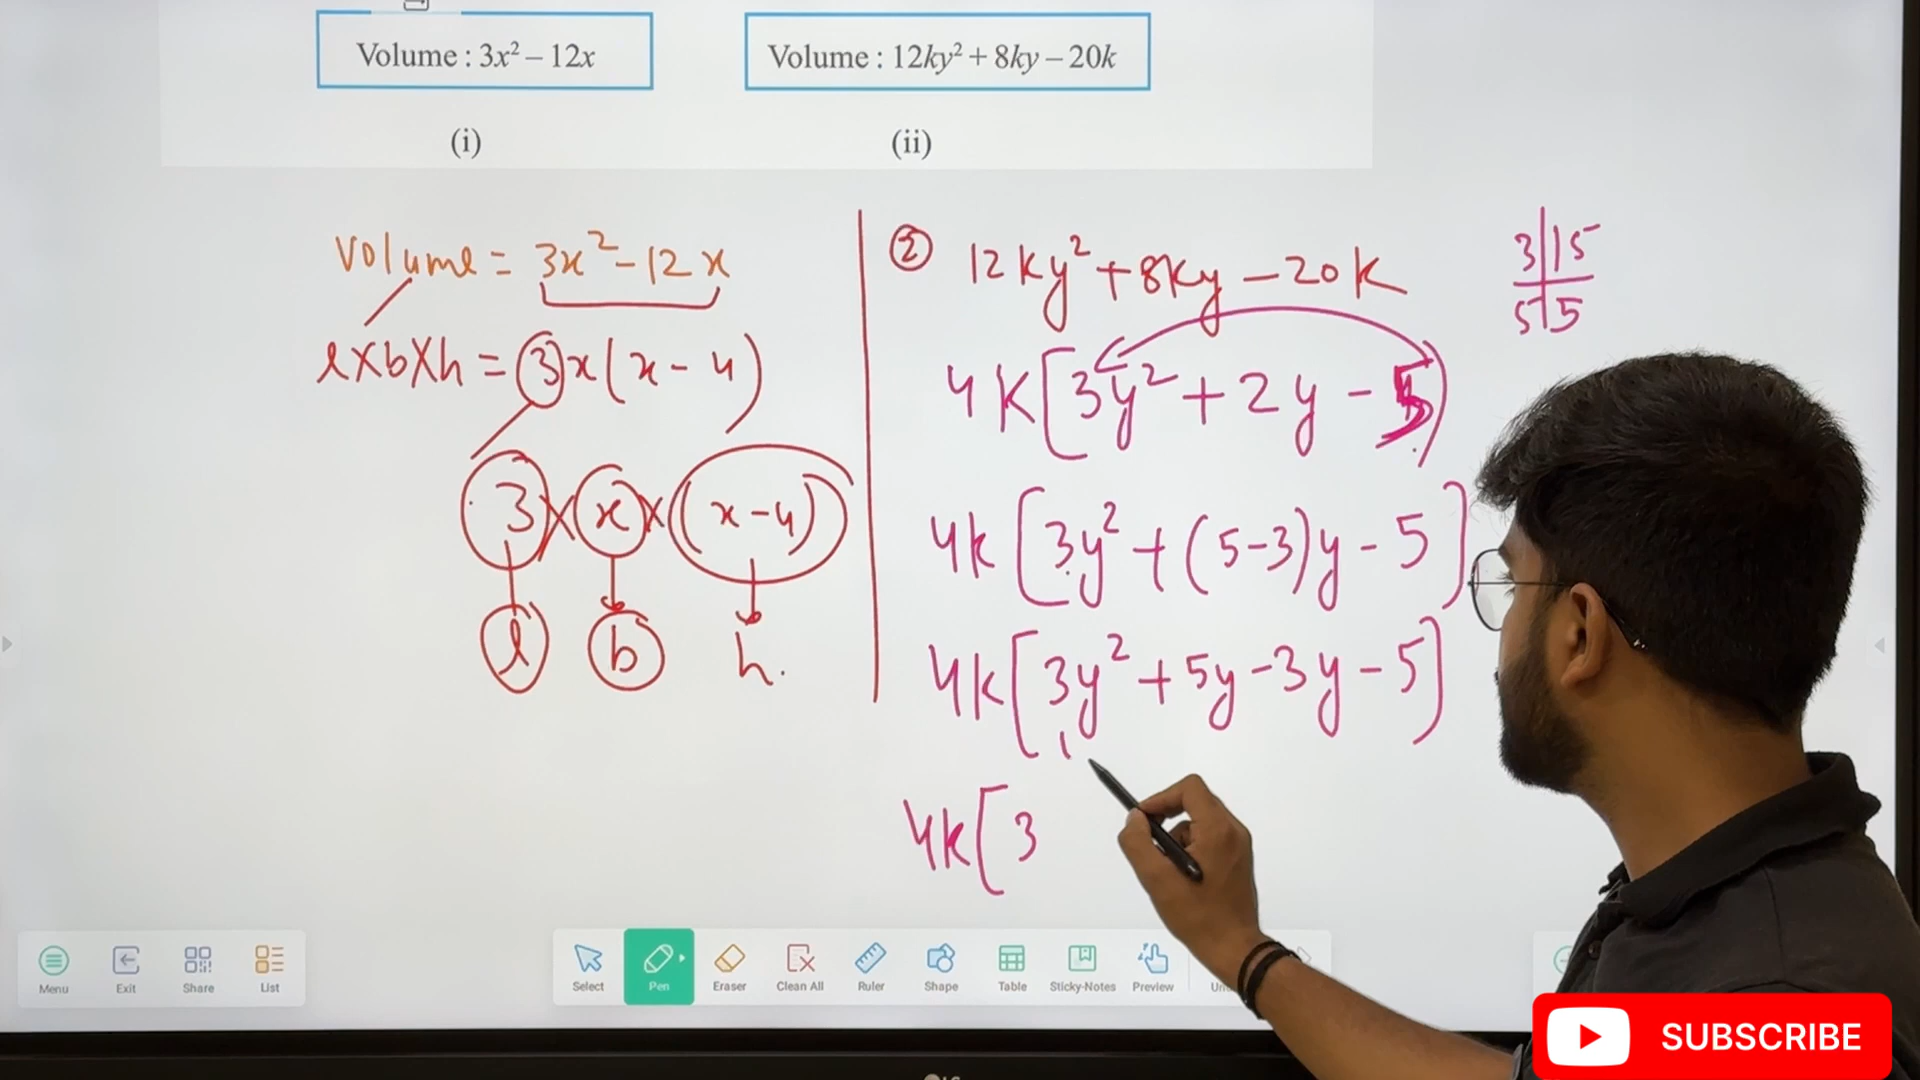 Volume : 3x² – 12x
Volume : 12ky² + 8ky – 20k
(i)
(ii)
Volume = 3x² - 12x
l×b×h = 3x(x - 4)
3 × x × (x - 4)
l b h.
② 12ky² + 8ky - 20k
3 | 15
5 | 5
4k[3y² + 2y - 5)
4k[3y² + (5-3)y - 5]
4k[3y² + 5y - 3y - 5]
4k[3
Menu
Exit
Share
List
Select
Pen
Eraser
Clean All
Ruler
Shape
Table
Sticky-Notes
Preview
SUBSCRIBE